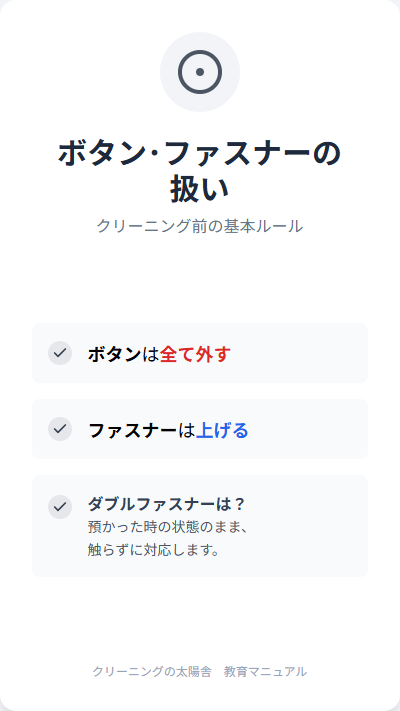 ボタン・ファスナーの
扱い
クリーニング前の基本ルール
ボタンは全て外す
ファスナーは上げる
ダブルファスナーは？
預かった時の状態のまま、
触らずに対応します。
クリーニングの太陽舎　教育マニュアル